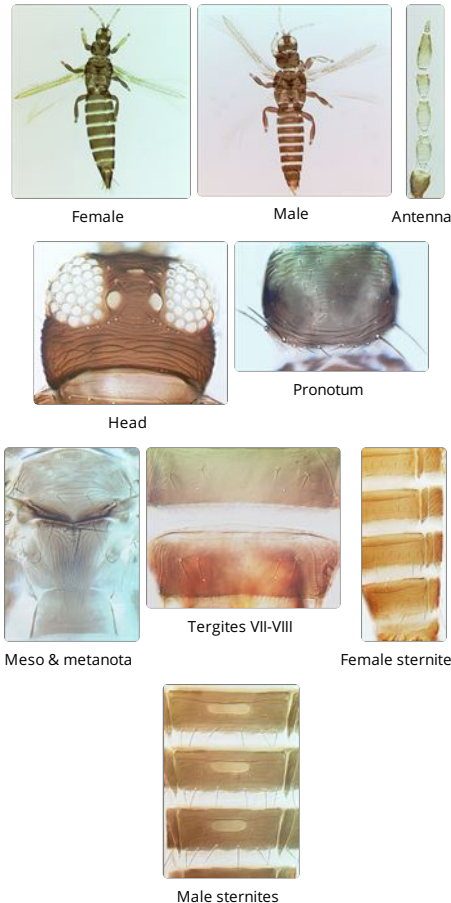 Female
Male
Antenna
Head
Pronotum
Meso & metanota
Tergites VII-VIII
Female sternite
Male sternites